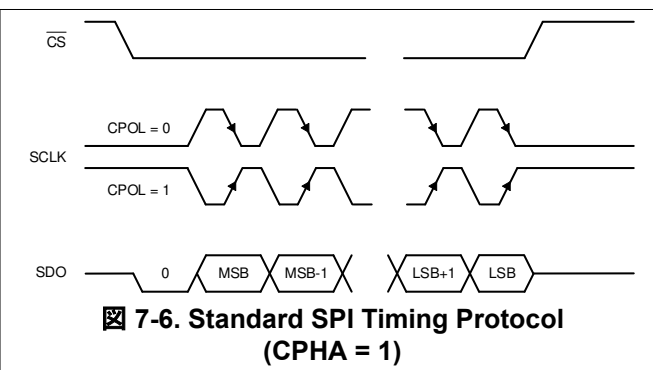 CS
CPOL = 0
SCLK
CPOL = 1
SDO 0 MSB MSB-1 LSB+1 LSB
図 7-6. Standard SPI Timing Protocol
(CPHA = 1)